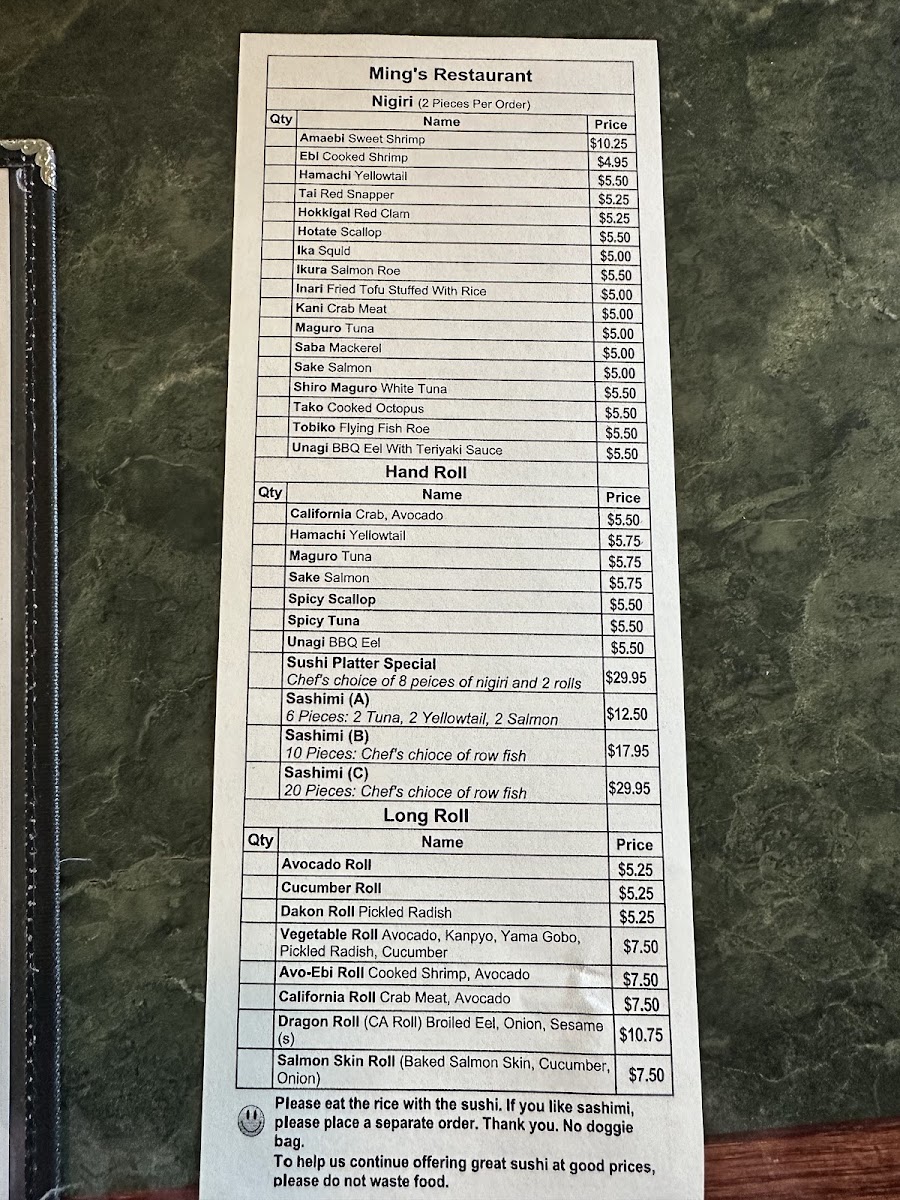 Ming's Restaurant
Nigiri (2 Pieces Per Order)
Qty Name Price
Amaebi Sweet Shrimp $10.25
Ebi Cooked Shrimp $4.95
Hamachi Yellowtail $5.50
Tai Red Snapper $5.25
Hokkigai Red Clam $5.25
Hotate Scallop $5.50
Ika Squid $5.00
Ikura Salmon Roe $5.50
Inari Fried Tofu Stuffed With Rice $5.00
Kani Crab Meat $5.00
Maguro Tuna $5.00
Saba Mackerel $5.00
Sake Salmon $5.00
Shiro Maguro White Tuna $5.50
Tako Cooked Octopus $5.50
Tobiko Flying Fish Roe $5.50
Unagi BBQ Eel With Teriyaki Sauce $5.50
Hand Roll
Qty Name Price
California Crab, Avocado $5.50
Hamachi Yellowtail $5.75
Maguro Tuna $5.75
Sake Salmon $5.75
Spicy Scallop $5.50
Spicy Tuna $5.50
Unagi BBQ Eel $5.50
Sushi Platter Special
Chef's choice of 8 peices of nigiri and 2 rolls $29.95
Sashimi (A)
6 Pieces: 2 Tuna, 2 Yellowtail, 2 Salmon $12.50
Sashimi (B)
10 Pieces: Chef's chioce of row fish $17.95
Sashimi (C)
20 Pieces: Chef's chioce of row fish $29.95
Long Roll
Qty Name Price
Avocado Roll $5.25
Cucumber Roll $5.25
Dakon Roll Pickled Radish $5.25
Vegetable Roll Avocado, Kanpyo, Yama Gobo,
Pickled Radish, Cucumber $7.50
Avo-Ebi Roll Cooked Shrimp, Avocado $7.50
California Roll Crab Meat, Avocado $7.50
Dragon Roll (CA Roll) Broiled Eel, Onion, Sesame
(s) $10.75
Salmon Skin Roll (Baked Salmon Skin, Cucumber,
Onion) $7.50
Please eat the rice with the sushi. If you like sashimi,
please place a separate order. Thank you. No doggie
bag.
To help us continue offering great sushi at good prices,
please do not waste food.